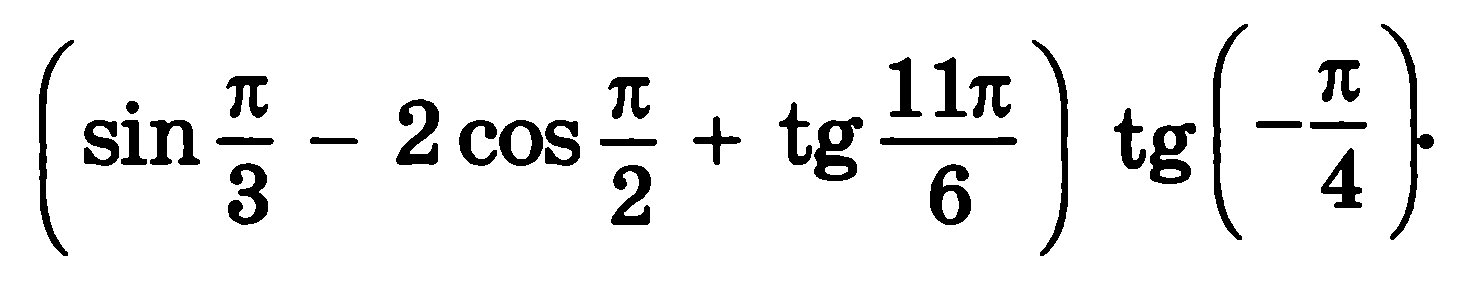 (sin π/3 − 2 cos π/2 + tg 11π/6) tg(−π/4).